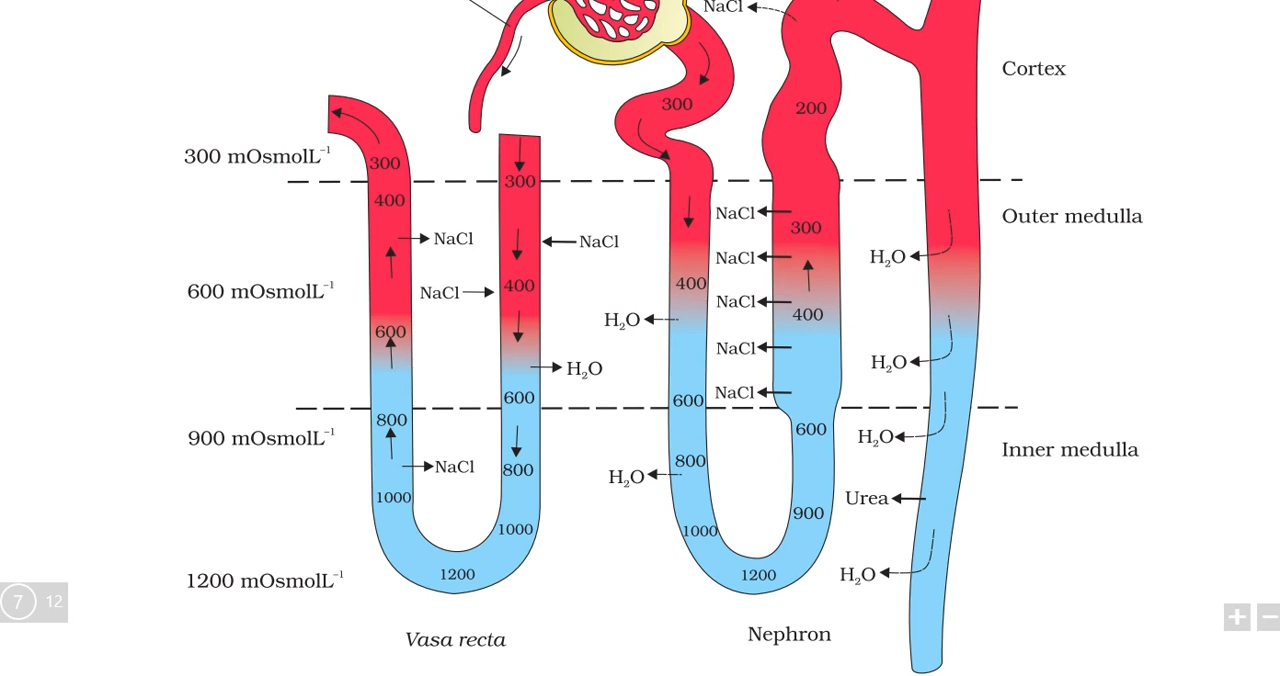 NaCl
Cortex
300
200
300 mOsmolL⁻¹
300
300
400
Outer medulla
NaCl
300
NaCl
NaCl
H₂O
NaCl
600 mOsmolL⁻¹
NaCl
400
400
NaCl
400
H₂O
600
NaCl
H₂O
H₂O
600
600
NaCl
800
600
900 mOsmolL⁻¹
H₂O
Inner medulla
NaCl
800
H₂O
800
1000
Urea
900
1000
1000
1200 mOsmolL⁻¹
1200
1200
H₂O
7 12
Vasa recta
Nephron